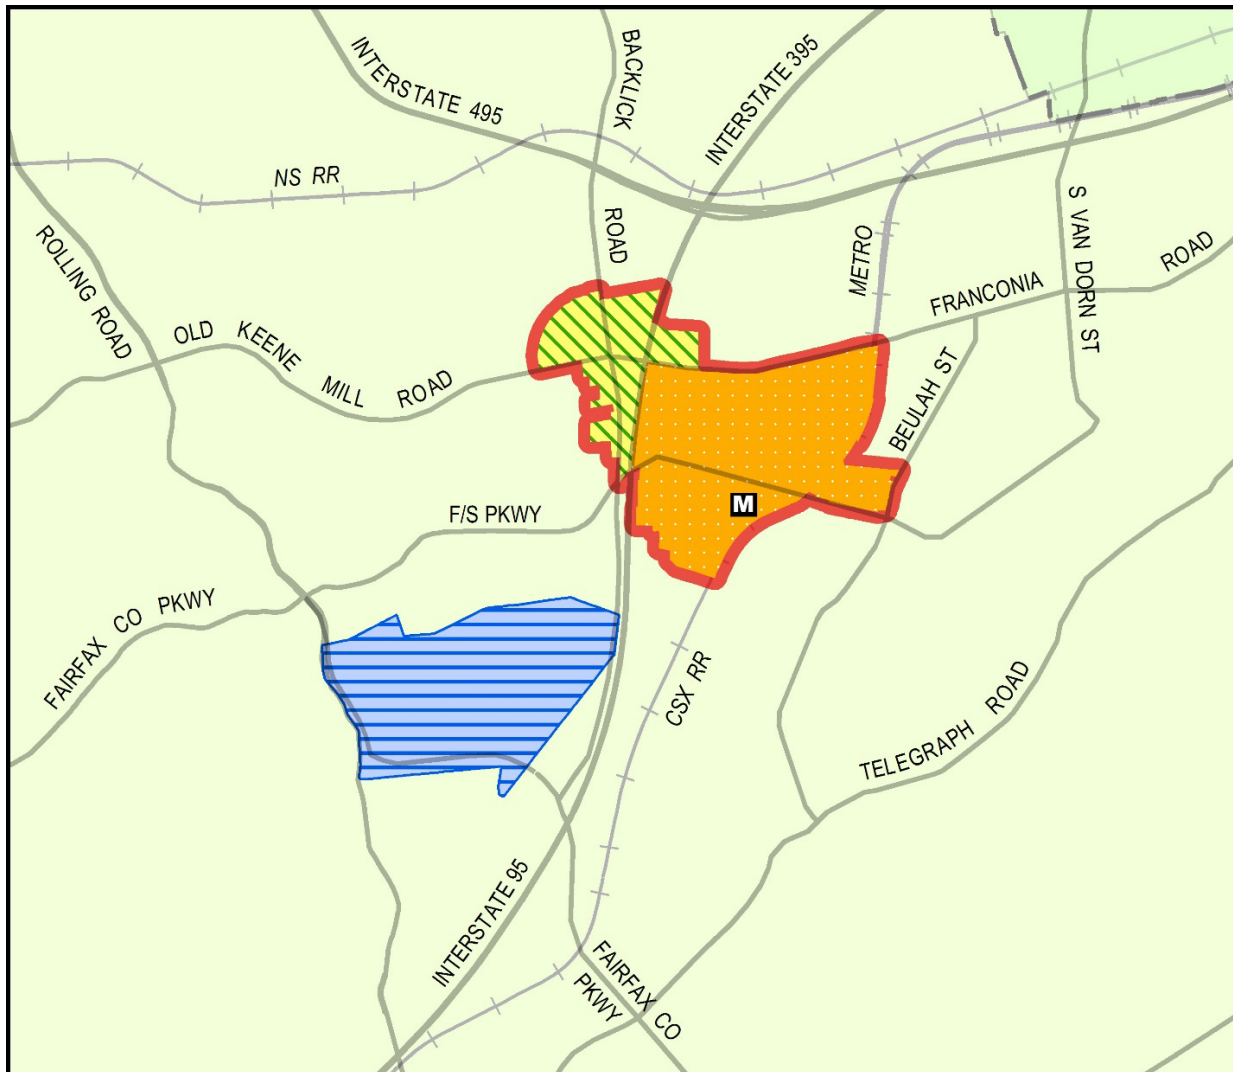 INTERSTATE 495
BACKLICK
ROAD
INTERSTATE 395
NS RR
ROLLING ROAD
OLD KEENE MILL ROAD
METRO
S VAN DORN ST
FRANCONIA ROAD
BEULAH ST
M
F/S PKWY
FAIRFAX CO PKWY
CSX RR
TELEGRAPH ROAD
INTERSTATE 95
FAIRFAX CO
PKWY